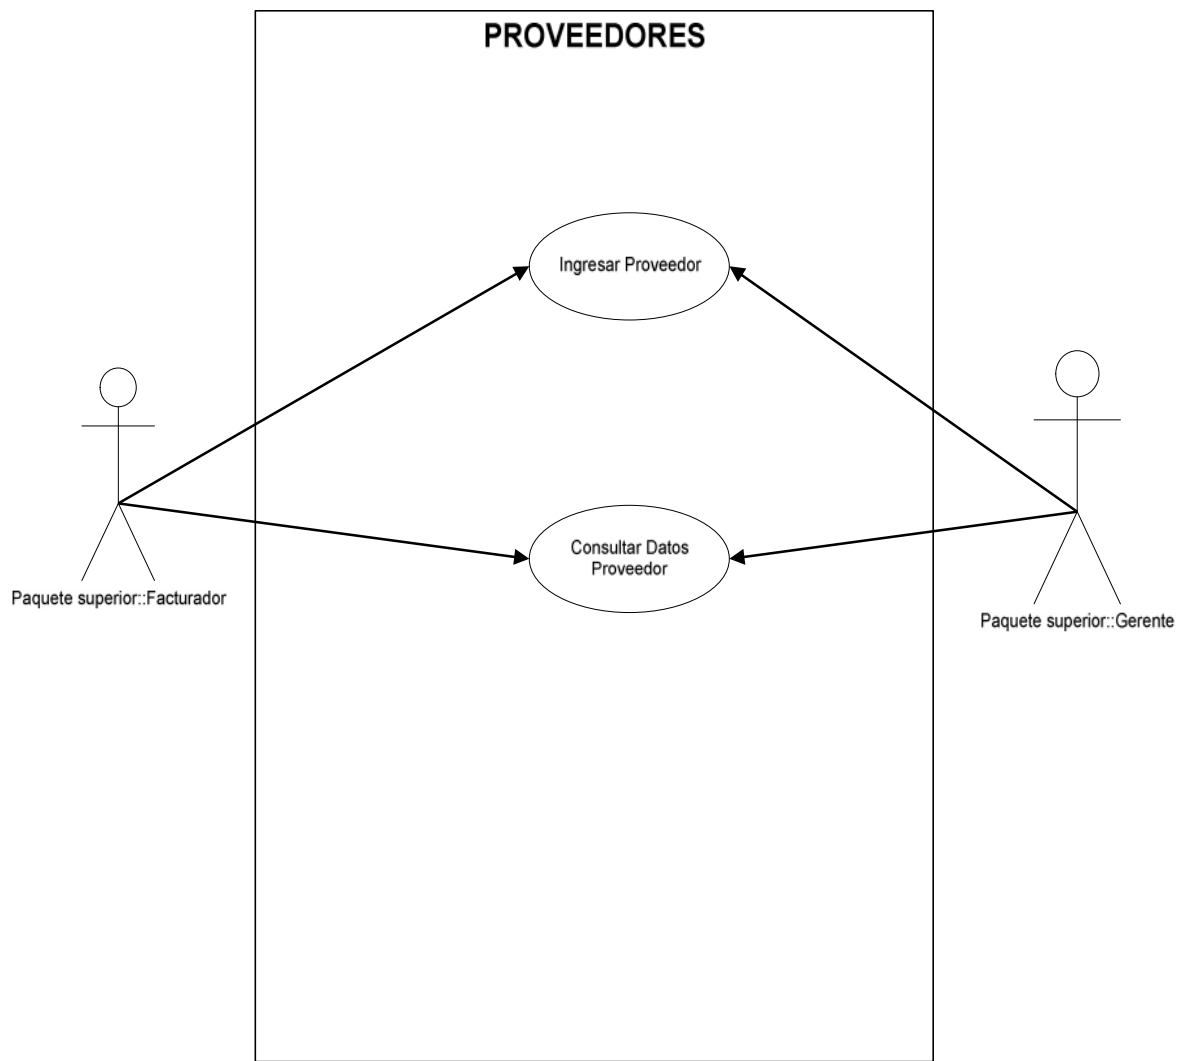 PROVEEDORES
Ingresar Proveedor
Consultar Datos
Proveedor
Paquete superior::Facturador
Paquete superior::Gerente